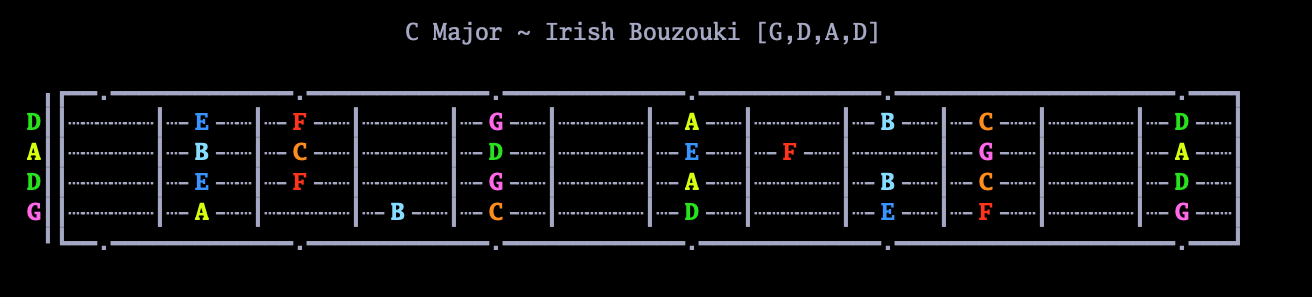 C Major ~ Irish Bouzouki [G,D,A,D]
D E F G A B C D
A B C D E F G A
D E F G A B C D
G A B C D E F G